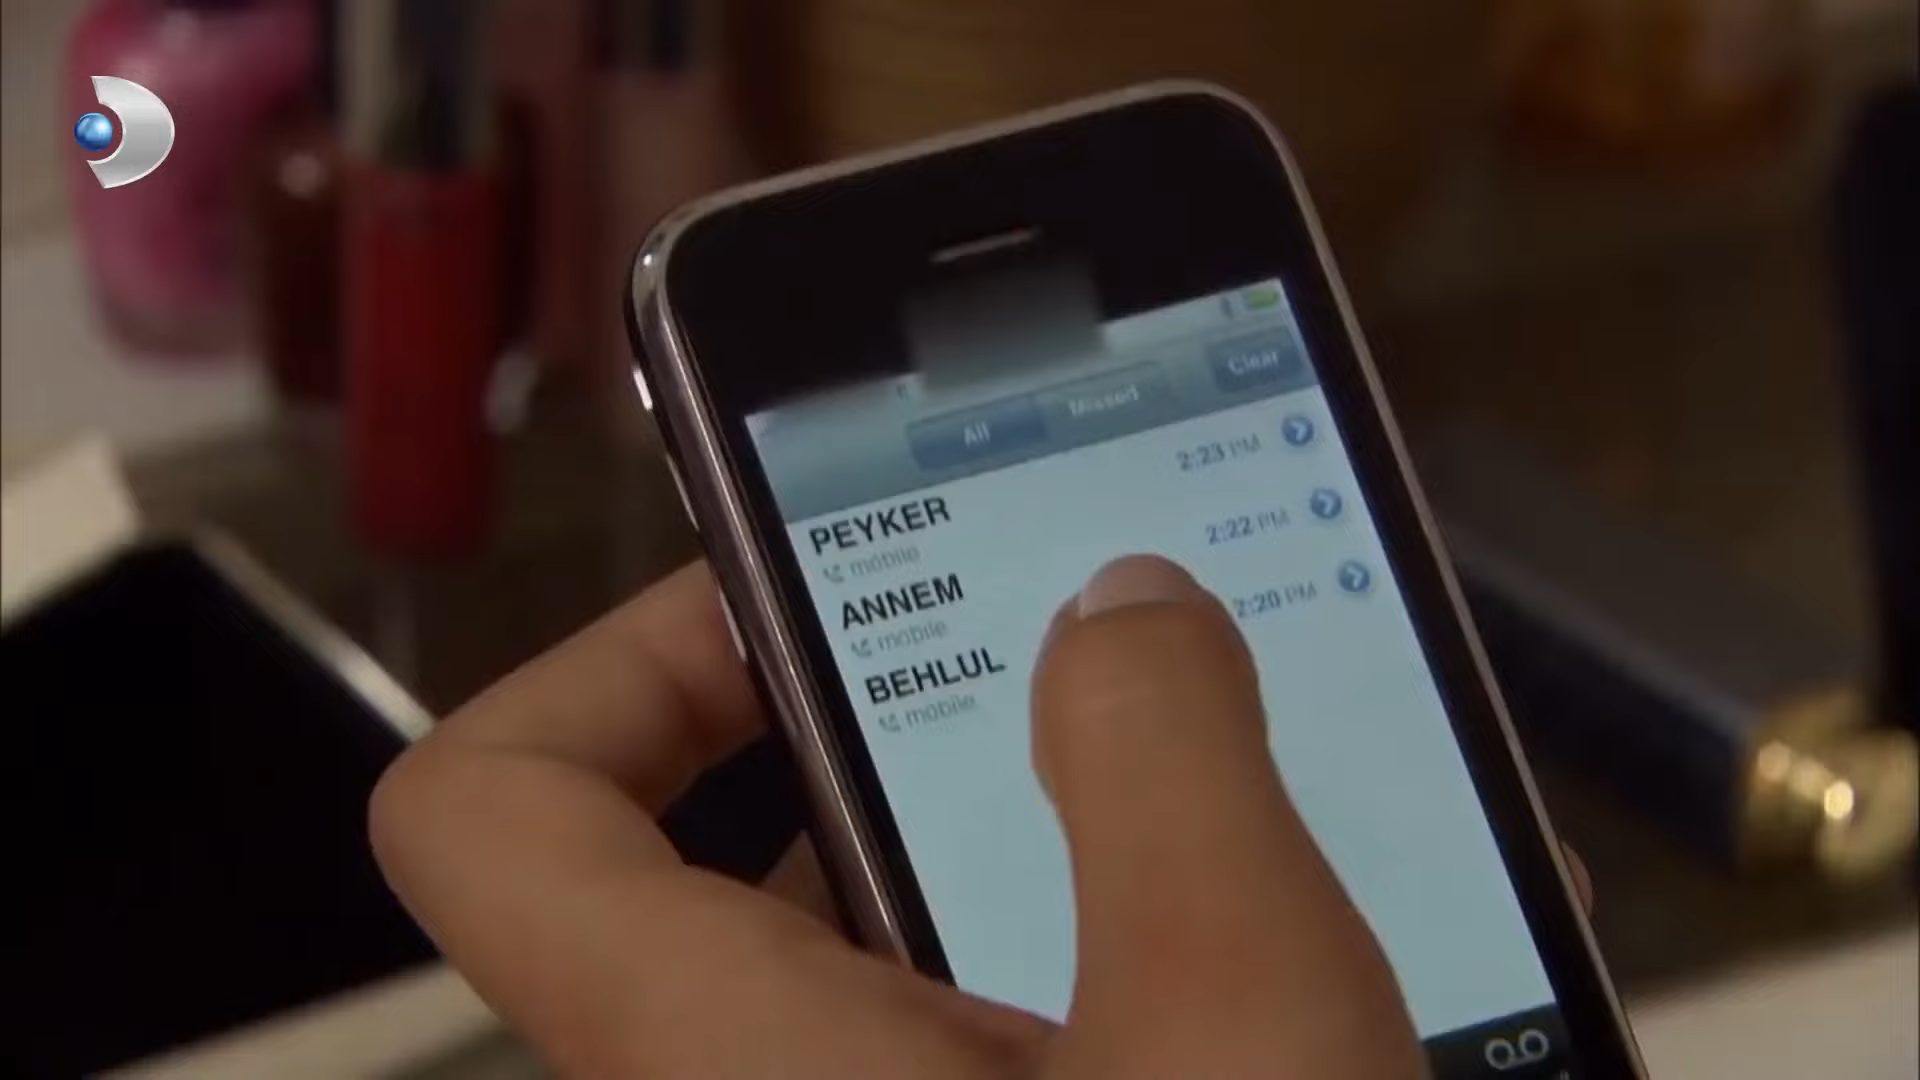 All Missed Clear
PEYKER 2:23 PM
mobile
ANNEM 2:22 PM
mobile
BEHLUL 2:20 PM
mobile